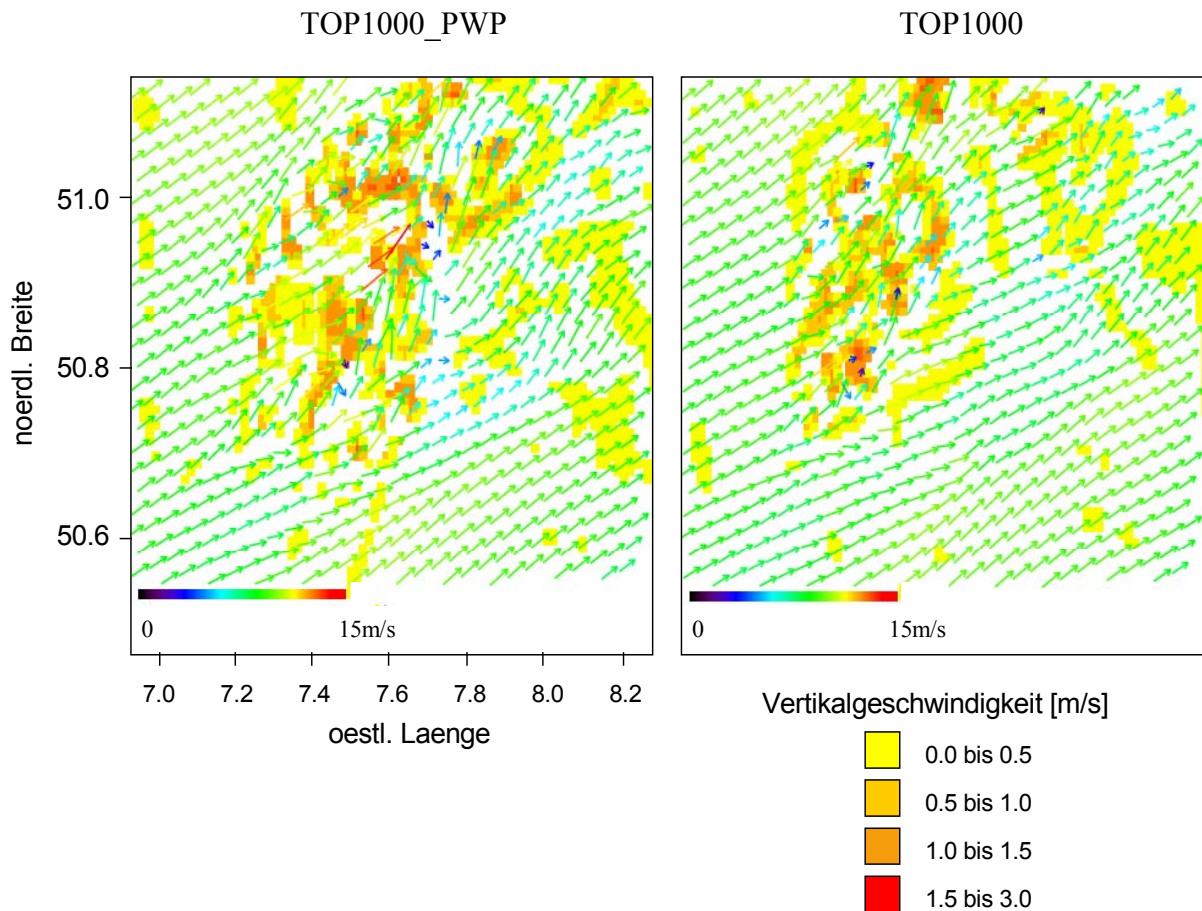 TOP1000_PWP
TOP1000
51.0
50.8
50.6
noerdl. Breite
0 15m/s
0 15m/s
7.0 7.2 7.4 7.6 7.8 8.0 8.2
oestl. Laenge
Vertikalgeschwindigkeit [m/s]
0.0 bis 0.5
0.5 bis 1.0
1.0 bis 1.5
1.5 bis 3.0